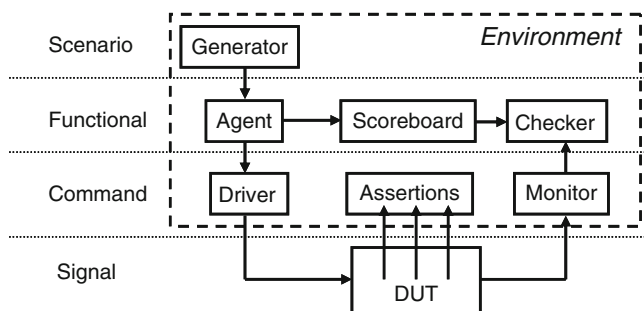 Scenario
Generator
Environment
Functional
Agent
Scoreboard
Checker
Command
Driver
Assertions
Monitor
Signal
DUT